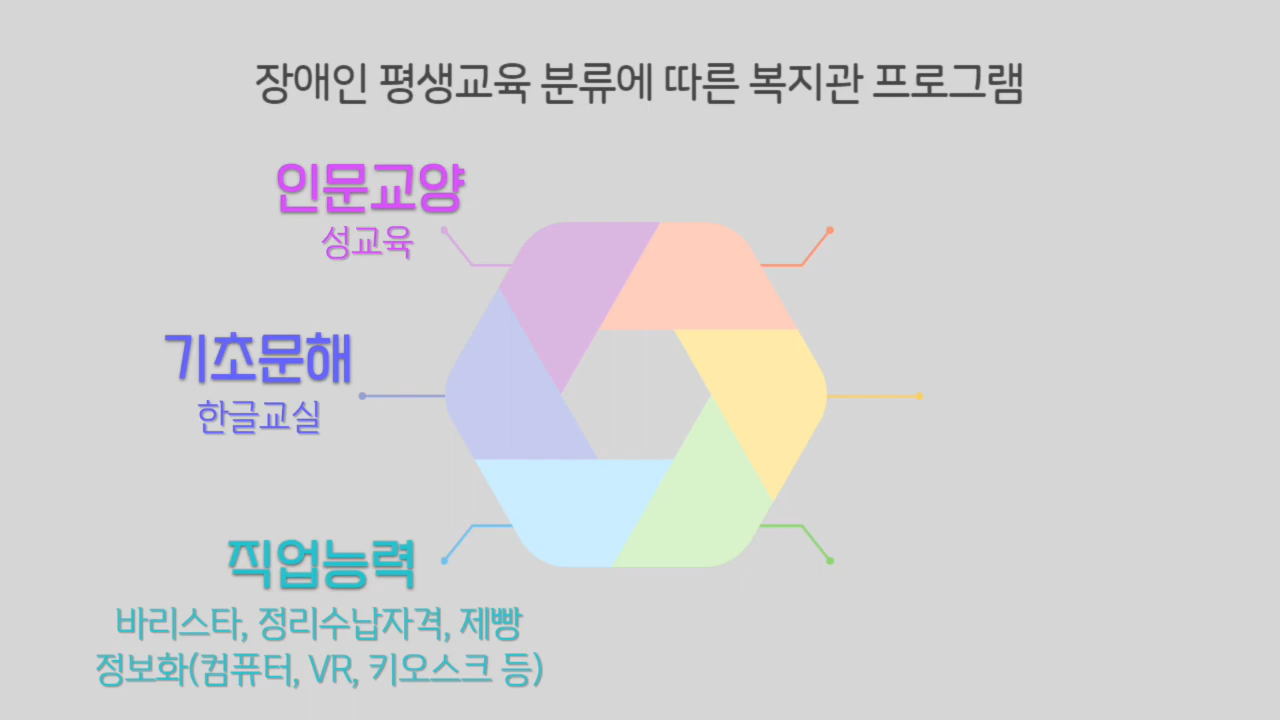 장애인 평생교육 분류에 따른 복지관 프로그램
인문교양
성교육
기초문해
한글교실
직업능력
바리스타, 정리수납자격, 제빵
정보화(컴퓨터, VR, 키오스크 등)